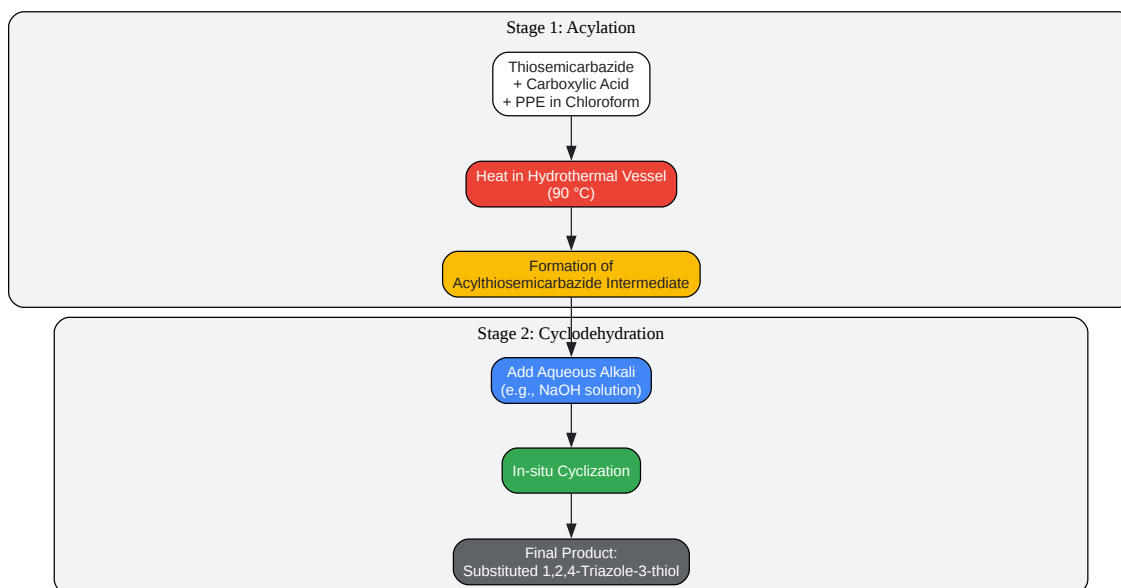 Stage 1: Acylation
Thiosemicarbazide
+ Carboxylic Acid
+ PPE in Chloroform
Heat in Hydrothermal Vessel
(90 °C)
Formation of
Acylthiosemicarbazide Intermediate
Stage 2: Cyclodehydration
Add Aqueous Alkali
(e.g., NaOH solution)
In-situ Cyclization
Final Product:
Substituted 1,2,4-Triazole-3-thiol